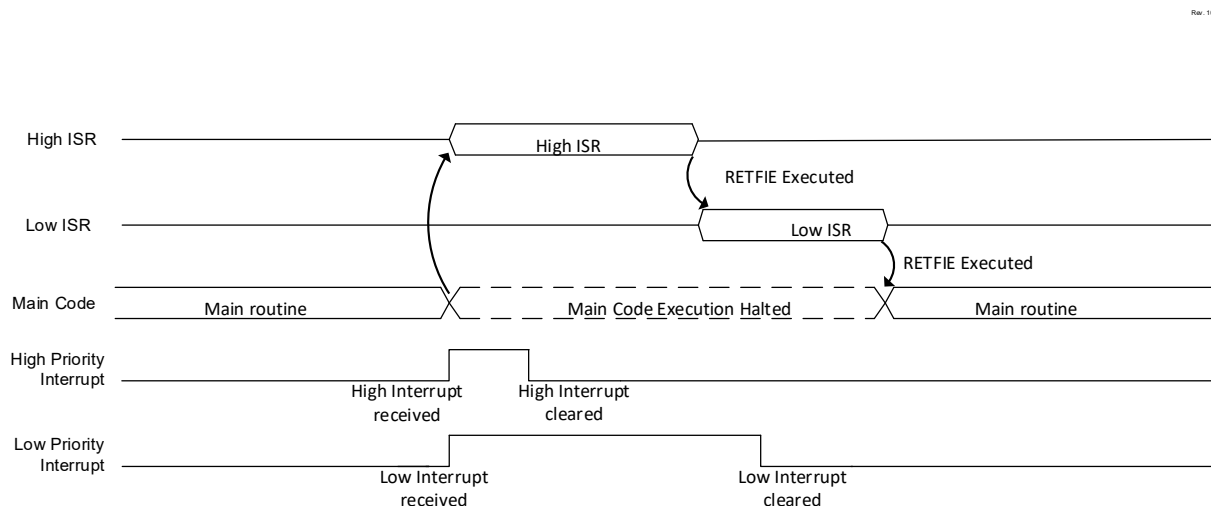 Rev. 10
High ISR
High ISR
RETFIE Executed
Low ISR
Low ISR
RETFIE Executed
Main Code
Main routine
Main Code Execution Halted
Main routine
High Priority
Interrupt
High Interrupt
received
High Interrupt
cleared
Low Priority
Interrupt
Low Interrupt
received
Low Interrupt
cleared